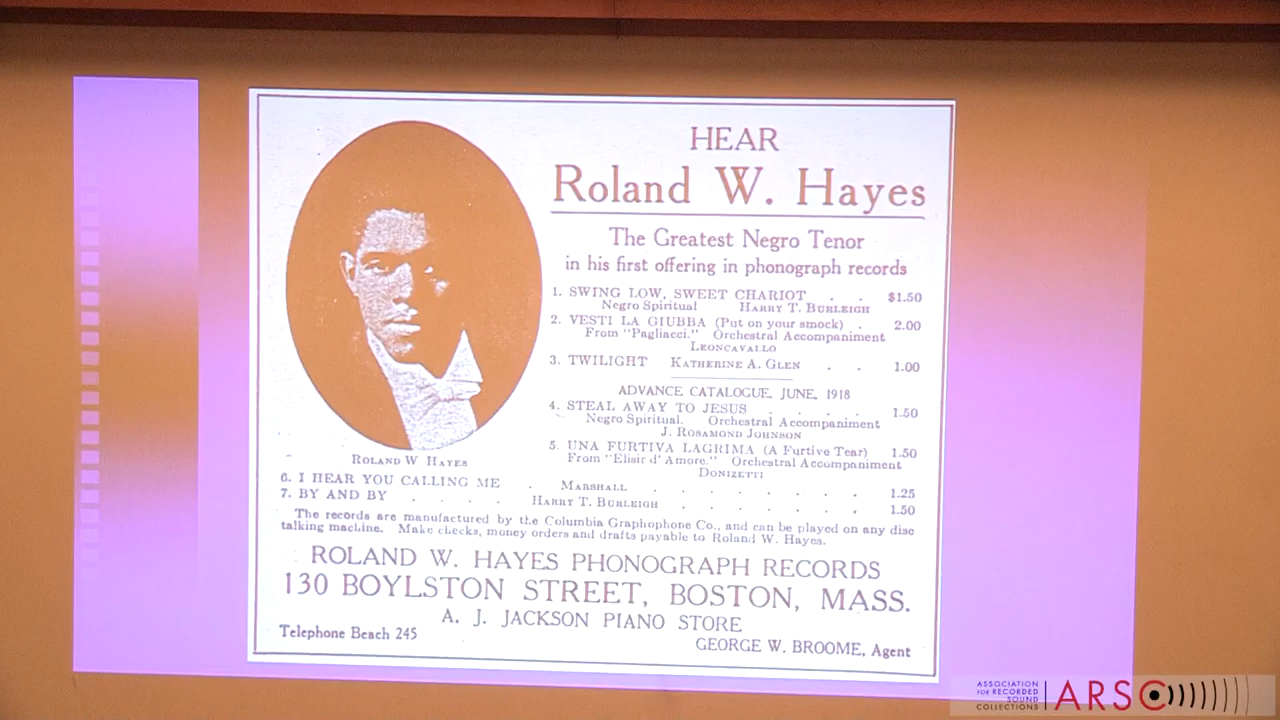 HEAR
Roland W. Hayes
The Greatest Negro Tenor
in his first offering in phonograph records
1. SWING LOW, SWEET CHARIOT . . $1.50
Negro Spiritual HARRY T. BURLEIGH
2. VESTI LA GIUBBA (Put on your smock) . 2.00
From "Pagliacci." Orchestral Accompaniment
LEONCAVALLO
3. TWILIGHT KATHERINE A. GLEN . . 1.00
ADVANCE CATALOGUE, JUNE, 1918
4. STEAL AWAY TO JESUS . . . . 1.50
Negro Spiritual. Orchestral Accompaniment
J. ROSAMOND JOHNSON
5. UNA FURTIVA LAGRIMA (A Furtive Tear) 1.50
From "Elisir d' Amore." Orchestral Accompaniment
DONIZETTI
ROLAND W HAYES
6. I HEAR YOU CALLING ME . MARSHALL . . . . . . . . 1.25
7. BY AND BY . . . . HARRY T. BURLEIGH . . . . . . . 1.50
The records are manufactured by the Columbia Graphophone Co., and can be played on any disc
talking machine. Make checks, money orders and drafts payable to Roland W. Hayes.
ROLAND W. HAYES PHONOGRAPH RECORDS
130 BOYLSTON STREET, BOSTON, MASS.
A. J. JACKSON PIANO STORE
Telephone Beach 245
GEORGE W. BROOME, Agent
ASSOCIATION
FOR RECORDED
SOUND
COLLECTIONS
ARSC